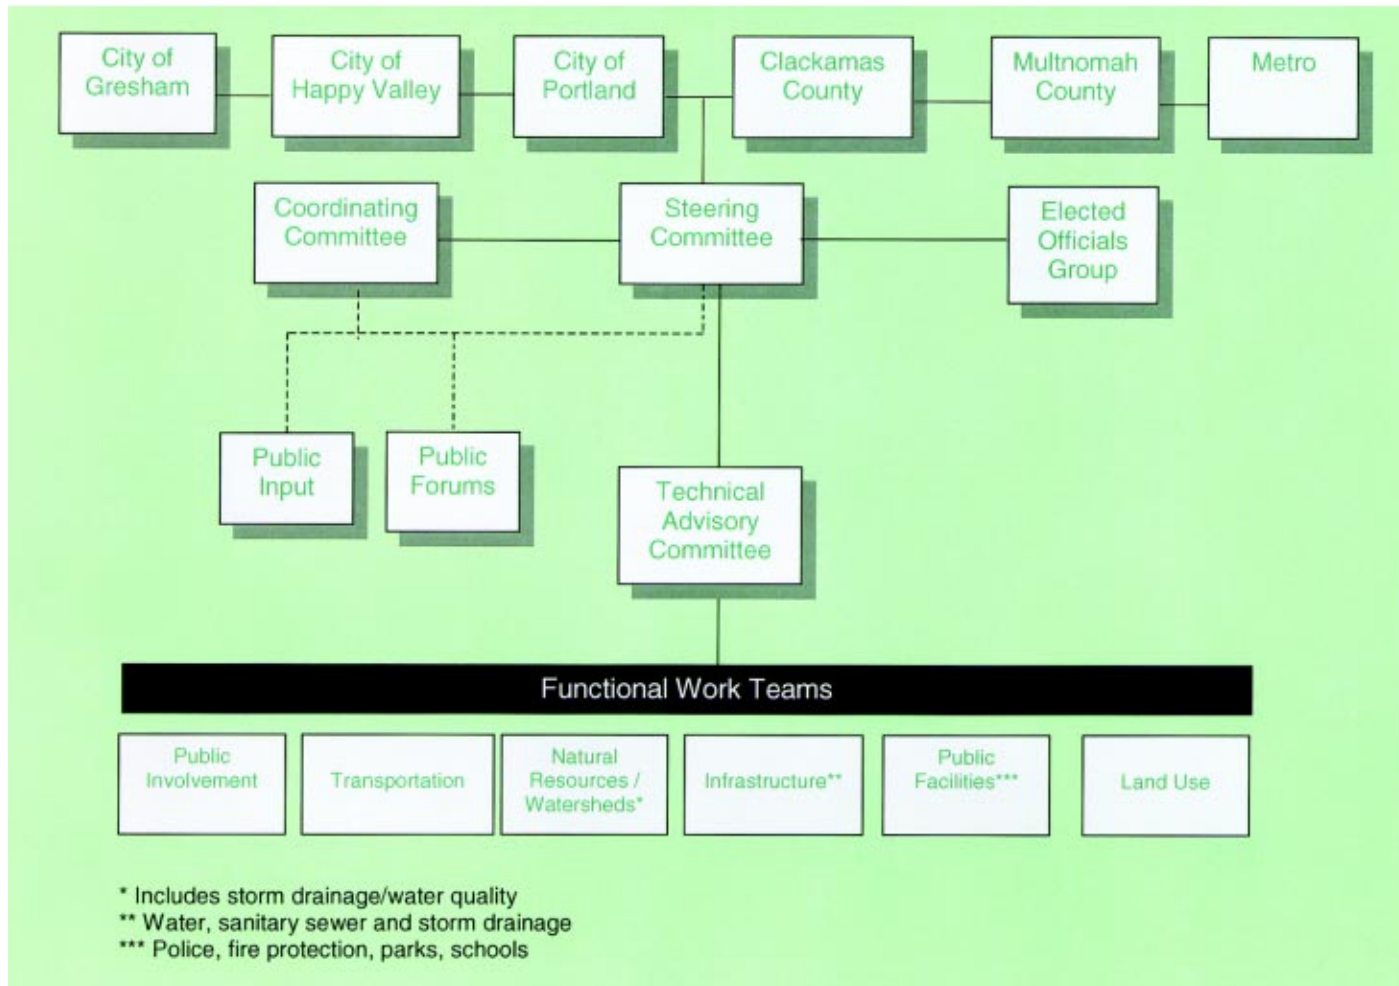 City of
Gresham
City of
Happy Valley
City of
Portland
Clackamas
County
Multnomah
County
Metro
Coordinating
Committee
Steering
Committee
Elected
Officials
Group
Public
Input
Public
Forums
Technical
Advisory
Committee
Functional Work Teams
Public
Involvement
Transportation
Natural
Resources /
Watersheds*
Infrastructure**
Public
Facilities***
Land Use
* Includes storm drainage/water quality
** Water, sanitary sewer and storm drainage
*** Police, fire protection, parks, schools